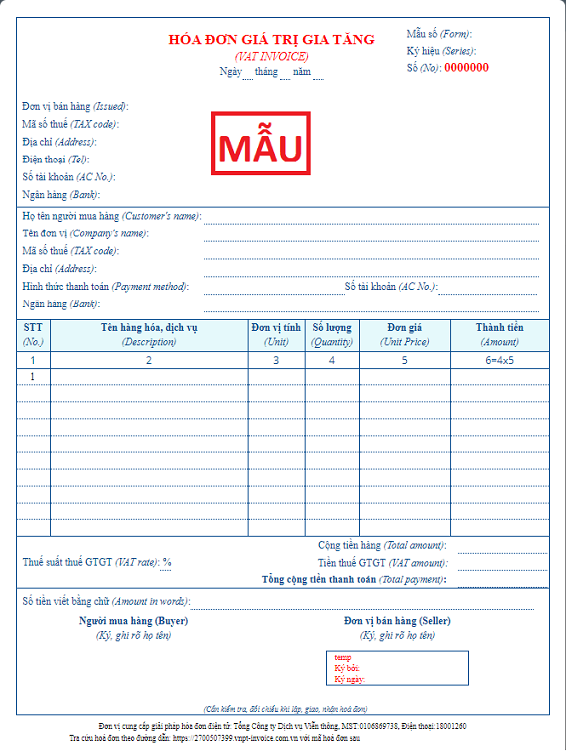 HÓA ĐƠN GIÁ TRỊ GIA TĂNG
(VAT INVOICE)
Ngày tháng năm
Mẫu số (Form):
Ký hiệu (Series):
Số (No): 0000000
Đơn vị bán hàng (Issued):
Mã số thuế (TAX code):
Địa chỉ (Address):
Điện thoại (Tel):
Số tài khoản (AC No.):
Ngân hàng (Bank):
MẪU
Họ tên người mua hàng (Customer's name):
Tên đơn vị (Company's name):
Mã số thuế (TAX code):
Địa chỉ (Address):
Hình thức thanh toán (Payment method): Số tài khoản (AC No.):
Ngân hàng (Bank):
STT Tên hàng hóa, dịch vụ Đơn vị tính Số lượng Đơn giá Thành tiền
(No.) (Description) (Unit) (Quantity) (Unit Price) (Amount)
1 2 3 4 5 6=4x5
1
Cộng tiền hàng (Total amount):
Thuế suất thuế GTGT (VAT rate): % Tiền thuế GTGT (VAT amount):
Tổng cộng tiền thanh toán (Total payment):
Số tiền viết bằng chữ (Amount in words):
Người mua hàng (Buyer) Đơn vị bán hàng (Seller)
(Ký, ghi rõ họ tên) (Ký, ghi rõ họ tên)
temp
Ký bởi:
Ký ngày:
(Cần kiểm tra, đối chiếu khi lập, giao, nhận hoá đơn)
Đơn vị cung cấp giải pháp hóa đơn điện tử: Tổng Công ty Dịch vụ Viễn thông, MST:0106869738, Điện thoại:18001260
Tra cứu hoá đơn theo đường dẫn: https://2700507399.vnpt-invoice.com.vn với mã hoá đơn sau